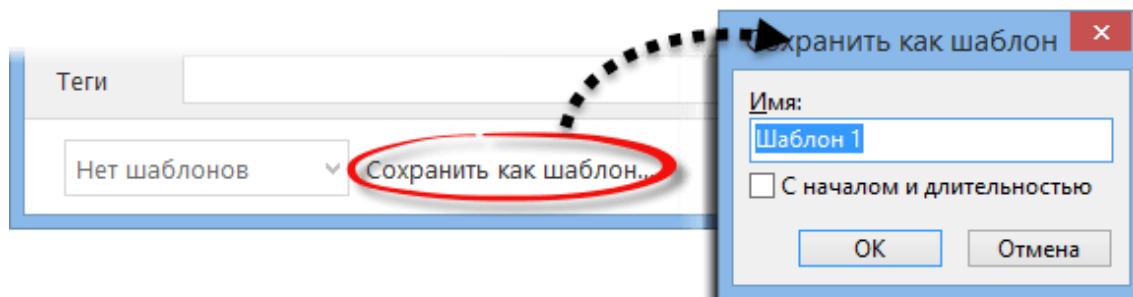 Теги
Нет шаблонов
Сохранить как шаблон...
Сохранить как шаблон
Имя:
Шаблон 1
С началом и длительностью
ОК
Отмена